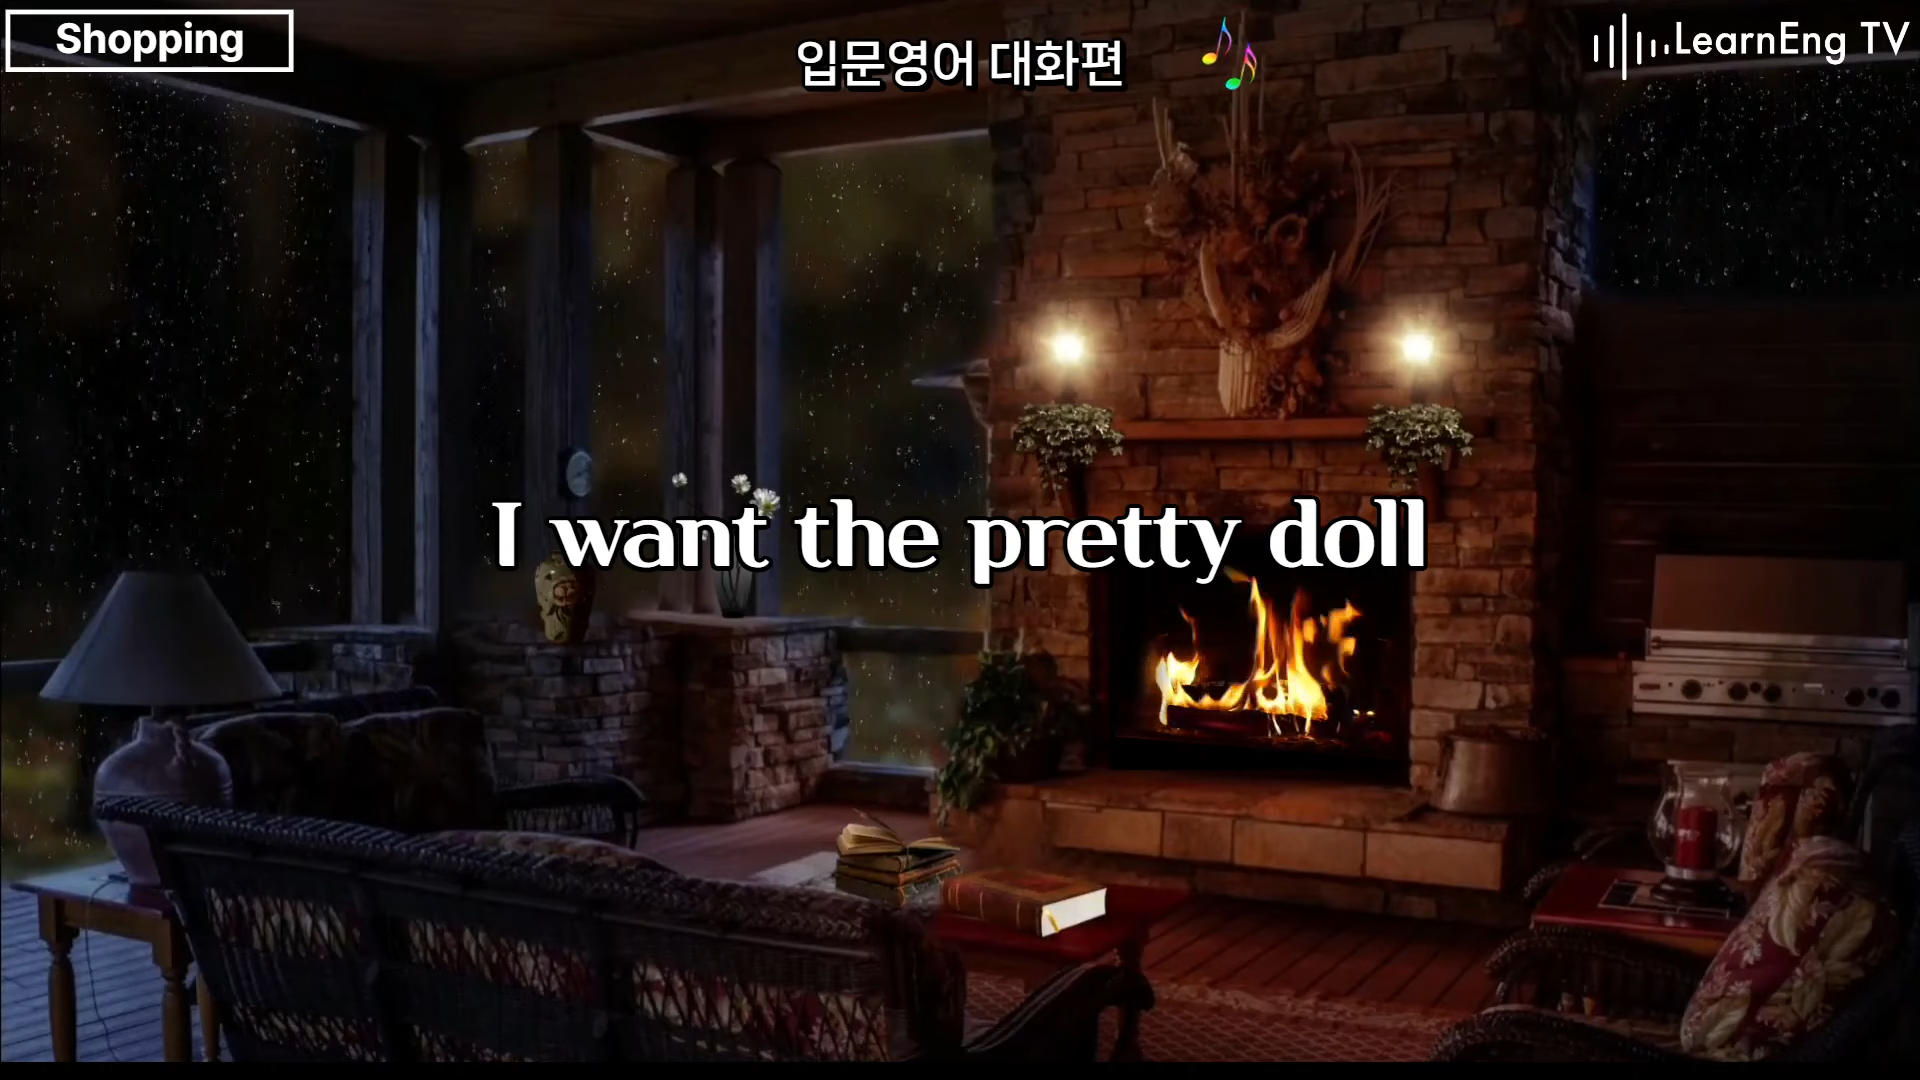 Shopping
입문영어 대화편
LearnEng TV
I want the pretty doll